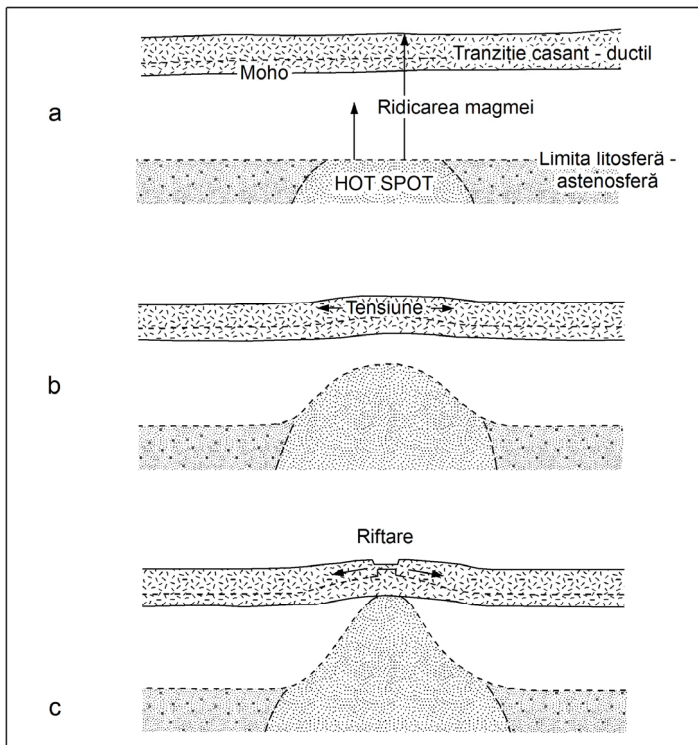 Tranziție casant - ductil
Moho
a
Ridicarea magmei
Limita litosferă -
astenosferă
HOT SPOT
Tensiune
b
Riftare
c